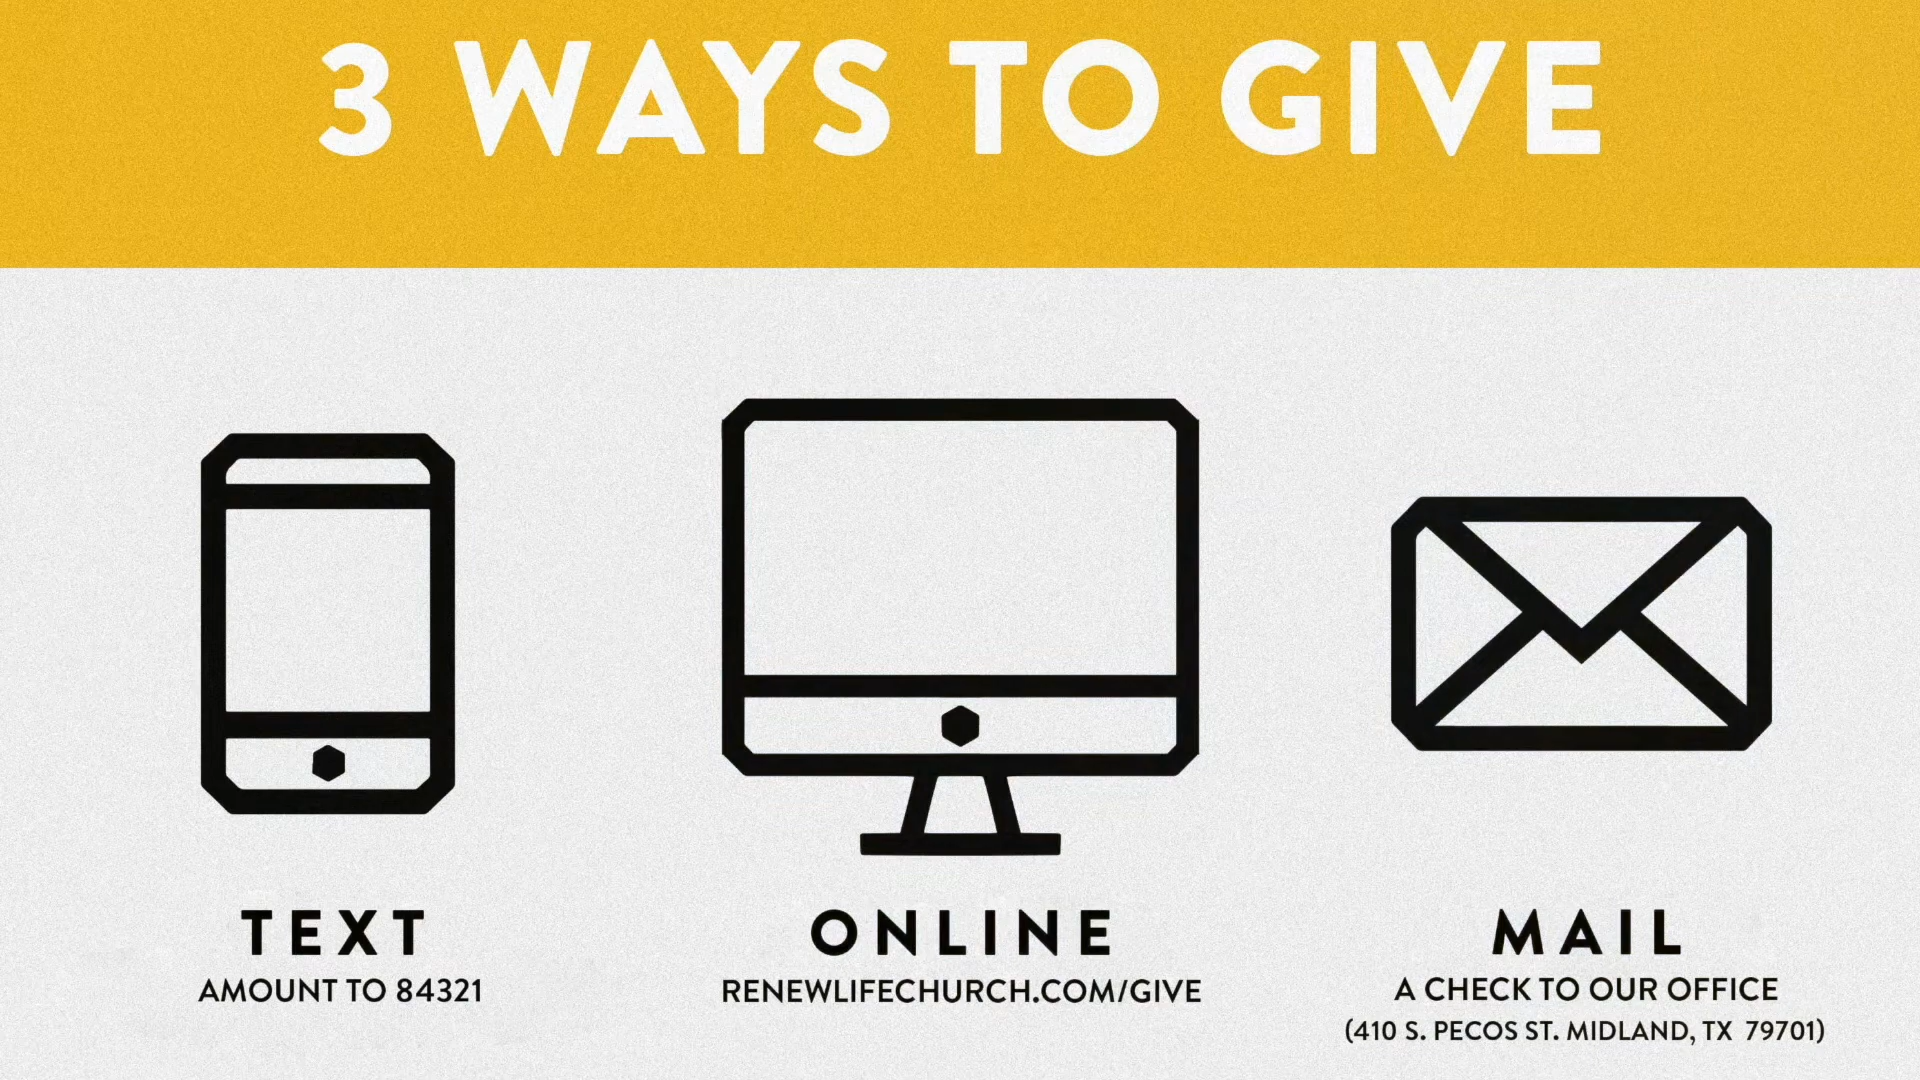 3 WAYS TO GIVE
TEXT
AMOUNT TO 84321
ONLINE
RENEWLIFECHURCH.COM/GIVE
MAIL
A CHECK TO OUR OFFICE
(410 S. PECOS ST. MIDLAND, TX 79701)